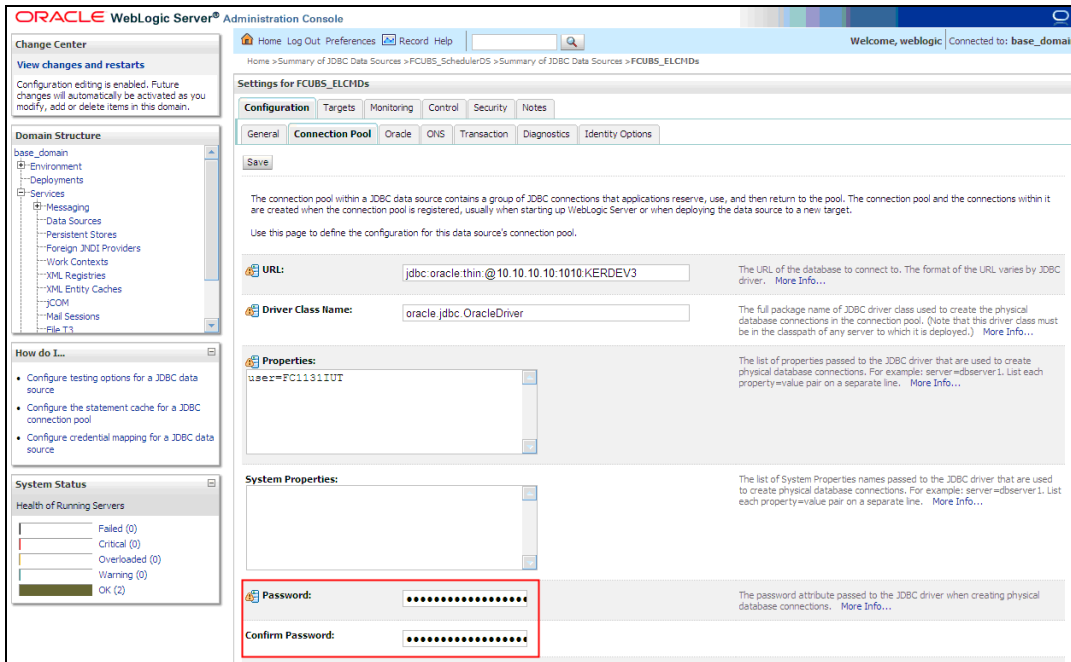 ORACLE WebLogic Server® Administration Console
Change Center
View changes and restarts
Configuration editing is enabled. Future
changes will automatically be activated as you
modify, add or delete items in this domain.
Domain Structure
base_domain
Environment
Deployments
Services
Messaging
Data Sources
Persistent Stores
Foreign JNDI Providers
Work Contexts
XML Registries
XML Entity Caches
jCOM
Mail Sessions
File T3
How do I...
Configure testing options for a JDBC data
source
Configure the statement cache for a JDBC
connection pool
Configure credential mapping for a JDBC data
source
System Status
Health of Running Servers
Failed (0)
Critical (0)
Overloaded (0)
Warning (0)
OK (2)
Home Log Out Preferences Record Help
Welcome, weblogic Connected to: base_domai
Home >Summary of JDBC Data Sources >FCUBS_SchedulerDS >Summary of JDBC Data Sources >FCUBS_ELCMDs
Settings for FCUBS_ELCMDs
Configuration Targets Monitoring Control Security Notes
General Connection Pool Oracle ONS Transaction Diagnostics Identity Options
Save
The connection pool within a JDBC data source contains a group of JDBC connections that applications reserve, use, and then return to the pool. The connection pool and the connections within it
are created when the connection pool is registered, usually when starting up WebLogic Server or when deploying the data source to a new target.
Use this page to define the configuration for this data source's connection pool.
URL:
jdbc:oracle:thin:@10.10.10.10:1010:KERDEV3
The URL of the database to connect to. The format of the URL varies by JDBC
driver. More Info...
Driver Class Name:
oracle.jdbc.OracleDriver
The full package name of JDBC driver class used to create the physical
database connections in the connection pool. (Note that this driver class must
be in the classpath of any server to which it is deployed.) More Info...
Properties:
user=FC1131IUT
The list of properties passed to the JDBC driver that are used to create
physical database connections. For example: server=dbserver1. List each
property=value pair on a separate line. More Info...
System Properties:
The list of System Properties names passed to the JDBC driver that are used
to create physical database connections. For example: server=dbserver1. List
each property=value pair on a separate line. More Info...
Password:
The password attribute passed to the JDBC driver when creating physical
database connections. More Info...
Confirm Password: